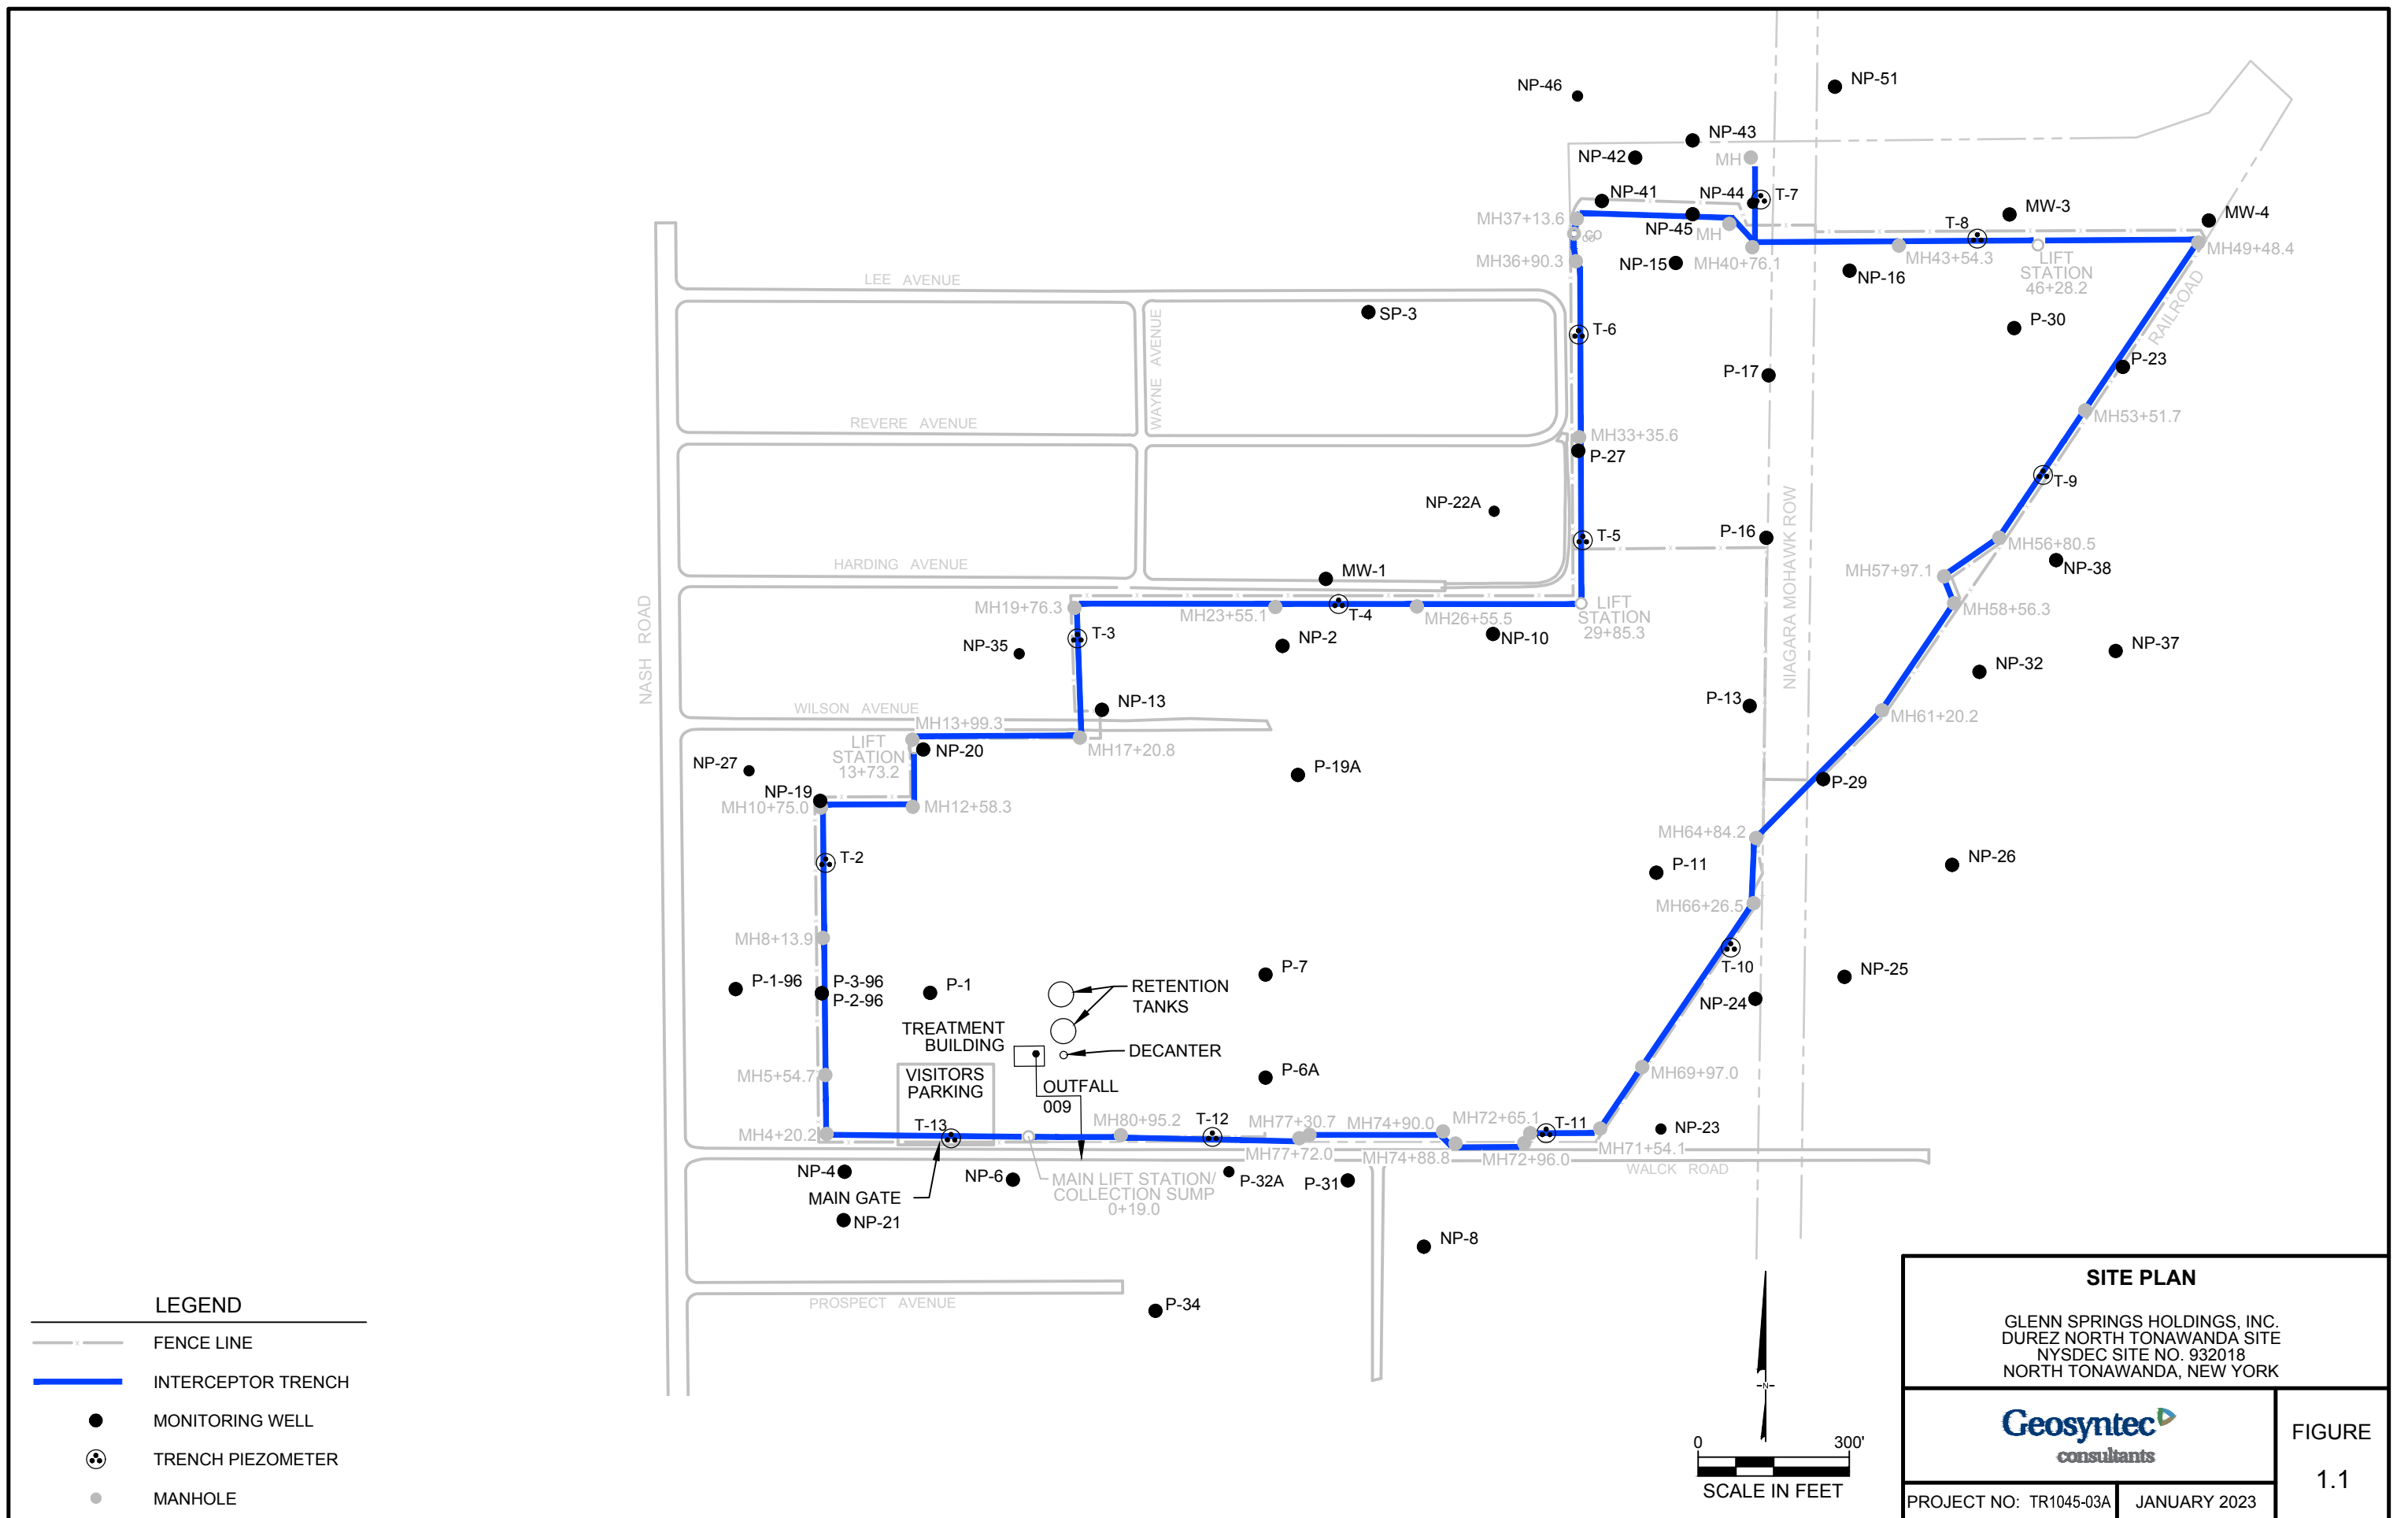 NP-46
NP-51
NP-43
NP-42
MH
NP-41
NP-44
T-7
MH37+13.6
NP-45
MH
CO
CO
T-8
MW-3
MW-4
MH36+90.3
NP-15
MH40+76.1
MH43+54.3
MH49+48.4
NP-16
LIFT
STATION
46+28.2
LEE AVENUE
SP-3
WAYNE AVENUE
T-6
P-30
RAILROAD
P-17
P-23
REVERE AVENUE
MH33+35.6
MH53+51.7
P-27
T-9
NP-22A
NIAGARA MOHAWK ROW
T-5
P-16
MH56+80.5
HARDING AVENUE
MW-1
MH57+97.1
NP-38
NASH ROAD
MH19+76.3
MH23+55.1
T-4
MH26+55.5
LIFT
STATION
29+85.3
MH58+56.3
T-3
NP-35
NP-2
NP-10
NP-37
NP-32
NP-13
P-13
WILSON AVENUE
MH13+99.3
MH61+20.2
LIFT
STATION
13+73.2
NP-20
MH17+20.8
NP-27
P-19A
P-29
NP-19
MH10+75.0
MH12+58.3
MH64+84.2
T-2
P-11
NP-26
MH66+26.5
MH8+13.9
T-10
P-1-96
P-3-96
P-2-96
P-1
P-7
NP-25
RETENTION
TANKS
NP-24
TREATMENT
BUILDING
DECANTER
VISITORS
PARKING
MH5+54.7
P-6A
MH69+97.0
OUTFALL
009
MH80+95.2
T-12
MH77+30.7
MH74+90.0
MH72+65.1
T-11
T-13
MH4+20.2
NP-23
MH77+72.0
MH74+88.8
MH72+96.0
MH71+54.1
WALCK ROAD
NP-4
NP-6
MAIN LIFT STATION/
COLLECTION SUMP
0+19.0
P-32A
P-31
MAIN GATE
NP-21
NP-8
PROSPECT AVENUE
P-34
LEGEND
FENCE LINE
INTERCEPTOR TRENCH
MONITORING WELL
TRENCH PIEZOMETER
MANHOLE
N
0 300'
SCALE IN FEET
SITE PLAN
GLENN SPRINGS HOLDINGS, INC.
DUREZ NORTH TONAWANDA SITE
NYSDEC SITE NO. 932018
NORTH TONAWANDA, NEW YORK
Geosyntec
consultants
FIGURE
1.1
PROJECT NO: TR1045-03A
JANUARY 2023